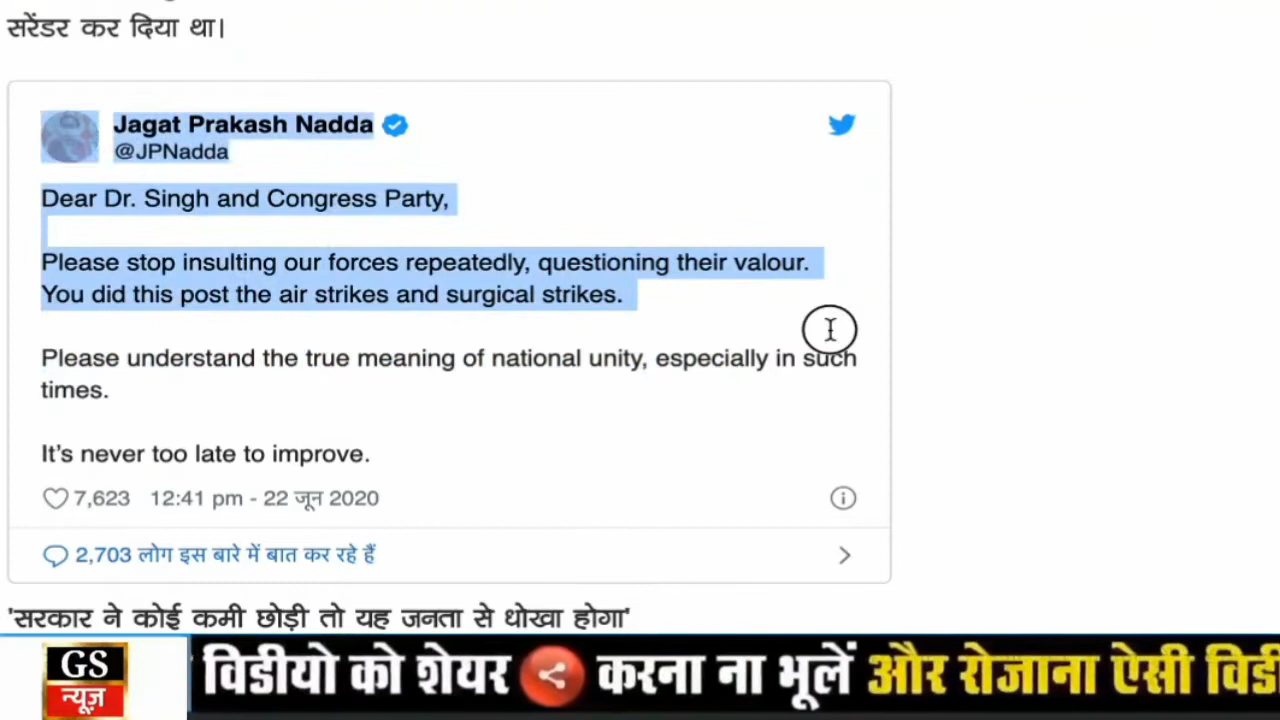 सरेंडर कर दिया था।
Jagat Prakash Nadda
@JPNadda
Dear Dr. Singh and Congress Party,
Please stop insulting our forces repeatedly, questioning their valour.
You did this post the air strikes and surgical strikes.
Please understand the true meaning of national unity, especially in such
times.
It’s never too late to improve.
7,623 12:41 pm - 22 जून 2020
2,703 लोग इस बारे में बात कर रहे हैं
'सरकार ने कोई कमी छोड़ी तो यह जनता से धोखा होगा'
GS
न्यूज़
विडीयो को शेयर करना ना भूलें और रोजाना ऐसी विडी